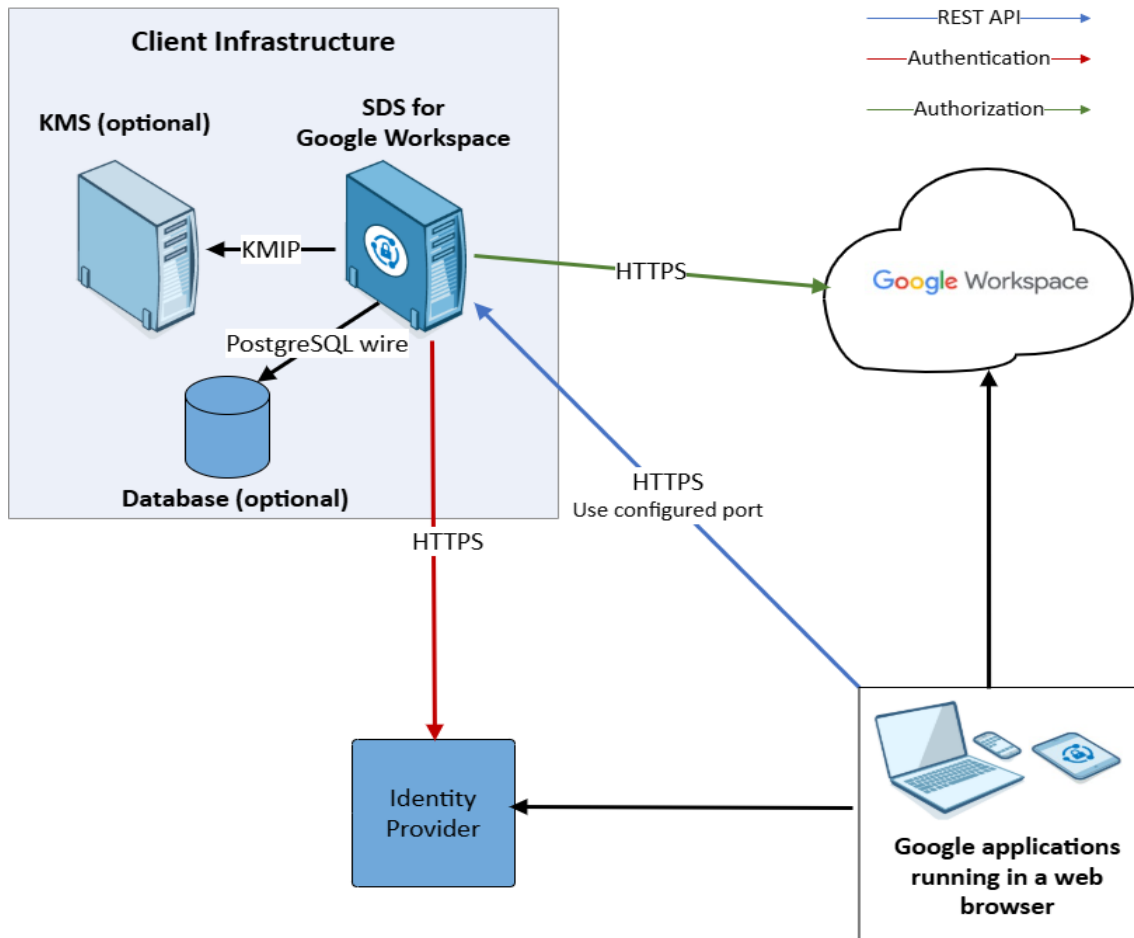 REST API
Client Infrastructure
Authentication
KMS (optional)
SDS for
Google Workspace
Authorization
KMIP
HTTPS
Google Workspace
PostgreSQL wire
Database (optional)
HTTPS
Use configured port
HTTPS
Identity
Provider
Google applications
running in a web
browser